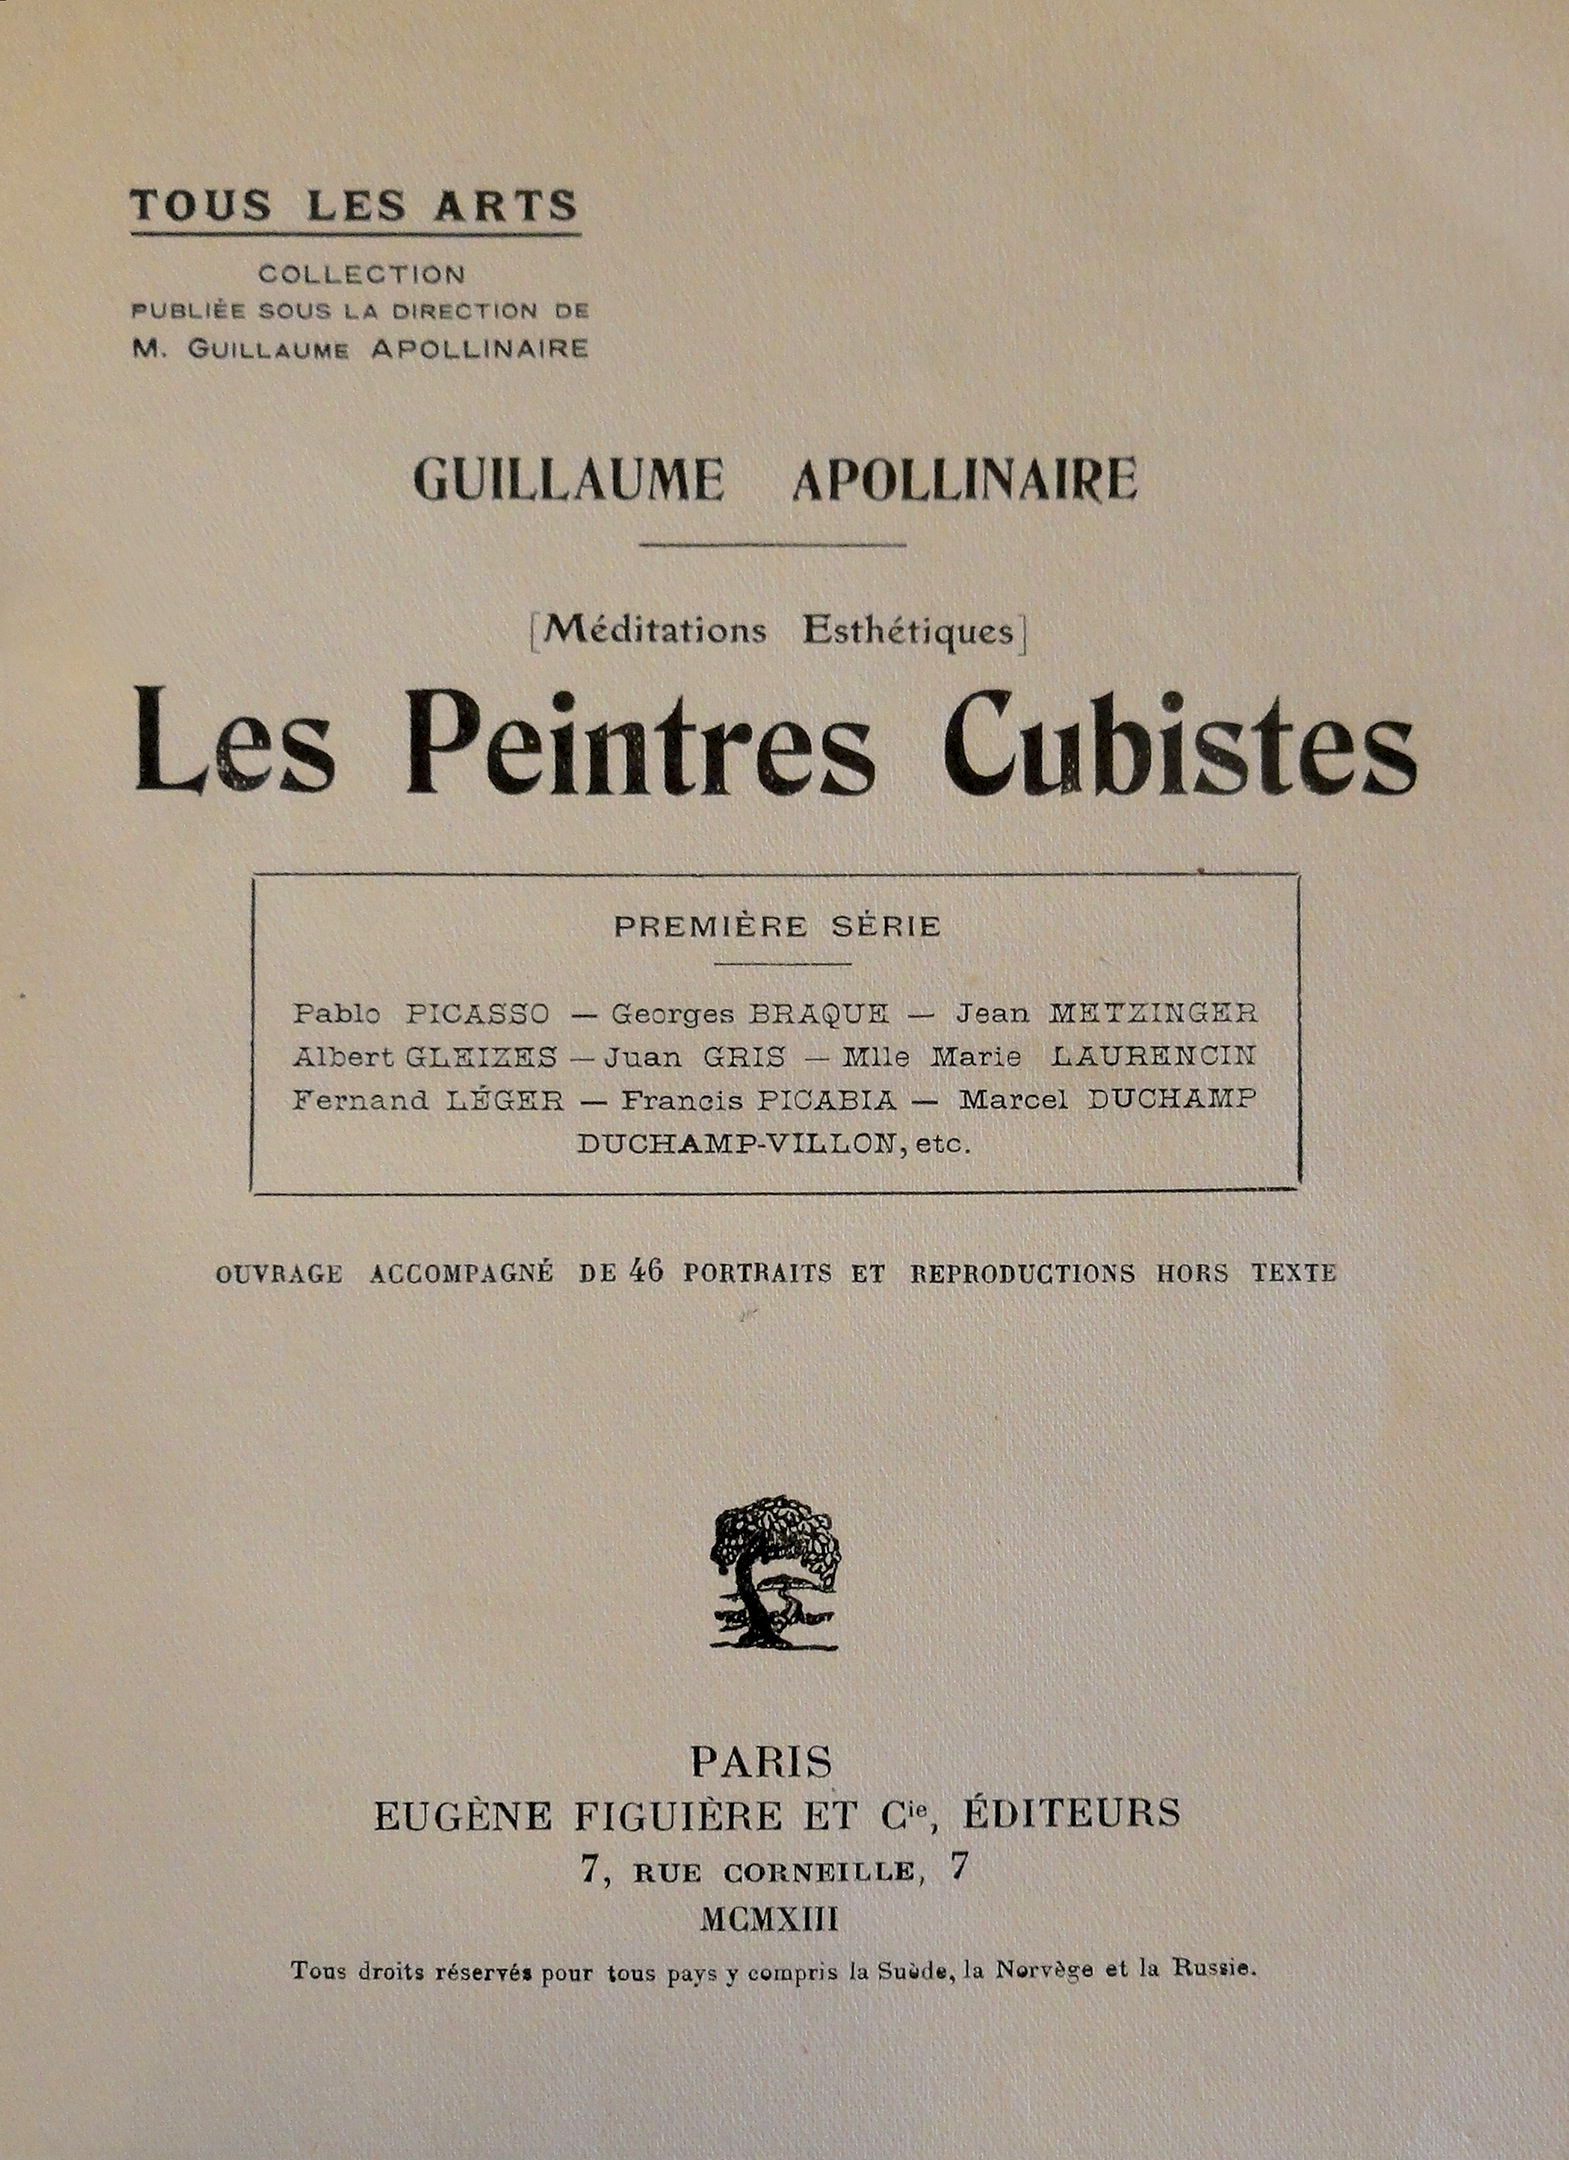 TOUS LES ARTS
COLLECTION
PUBLIÉE SOUS LA DIRECTION DE
M. GUILLAUME APOLLINAIRE
GUILLAUME APOLLINAIRE
[Méditations Esthétiques]
Les Peintres Cubistes
PREMIÈRE SÉRIE
Pablo PICASSO — Georges BRAQUE — Jean METZINGER
Albert GLEIZES — Juan GRIS — Mlle Marie LAURENCIN
Fernand LÉGER — Francis PICABIA — Marcel DUCHAMP
DUCHAMP-VILLON, etc.
OUVRAGE ACCOMPAGNÉ DE 46 PORTRAITS ET REPRODUCTIONS HORS TEXTE
PARIS
EUGÈNE FIGUIÈRE ET Cie, ÉDITEURS
7, RUE CORNEILLE, 7
MCMXIII
Tous droits réservés pour tous pays y compris la Suède, la Norvège et la Russie.